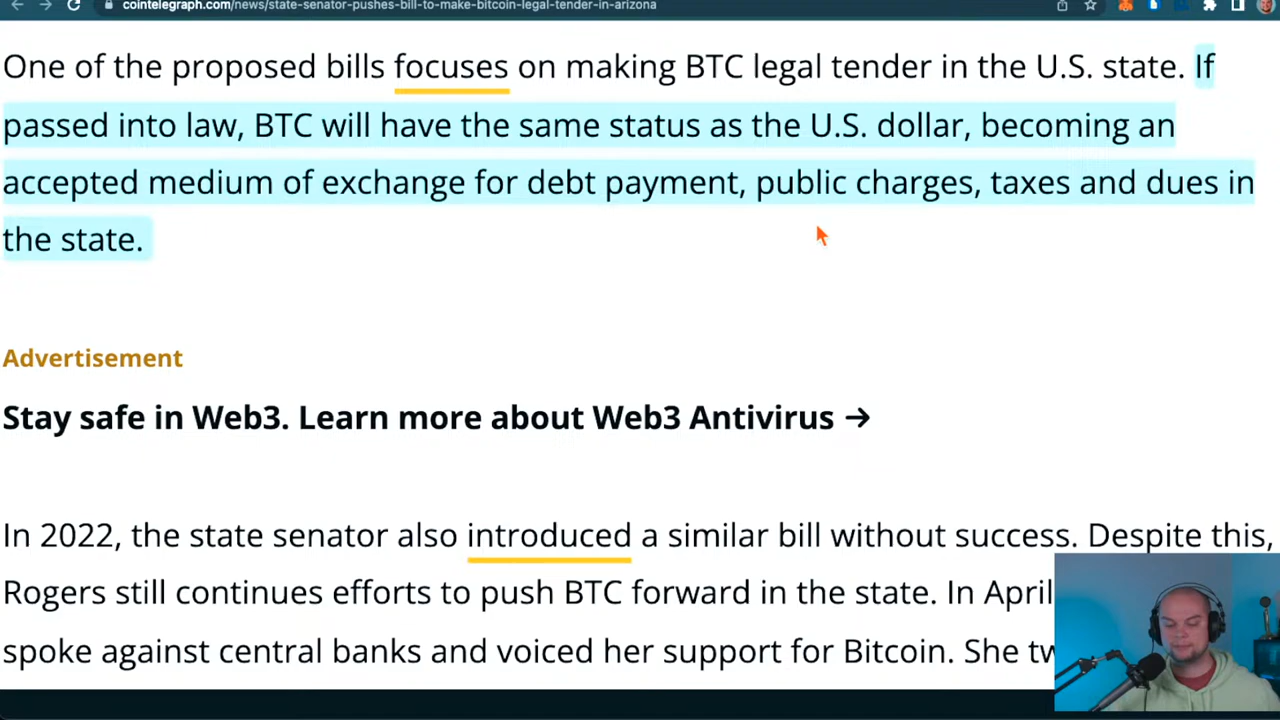 cointelegraph.com/news/state-senator-pushes-bill-to-make-bitcoin-legal-tender-in-arizona
One of the proposed bills focuses on making BTC legal tender in the U.S. state. If
passed into law, BTC will have the same status as the U.S. dollar, becoming an
accepted medium of exchange for debt payment, public charges, taxes and dues in
the state.
Advertisement
Stay safe in Web3. Learn more about Web3 Antivirus →
In 2022, the state senator also introduced a similar bill without success. Despite this,
Rogers still continues efforts to push BTC forward in the state. In April
spoke against central banks and voiced her support for Bitcoin. She